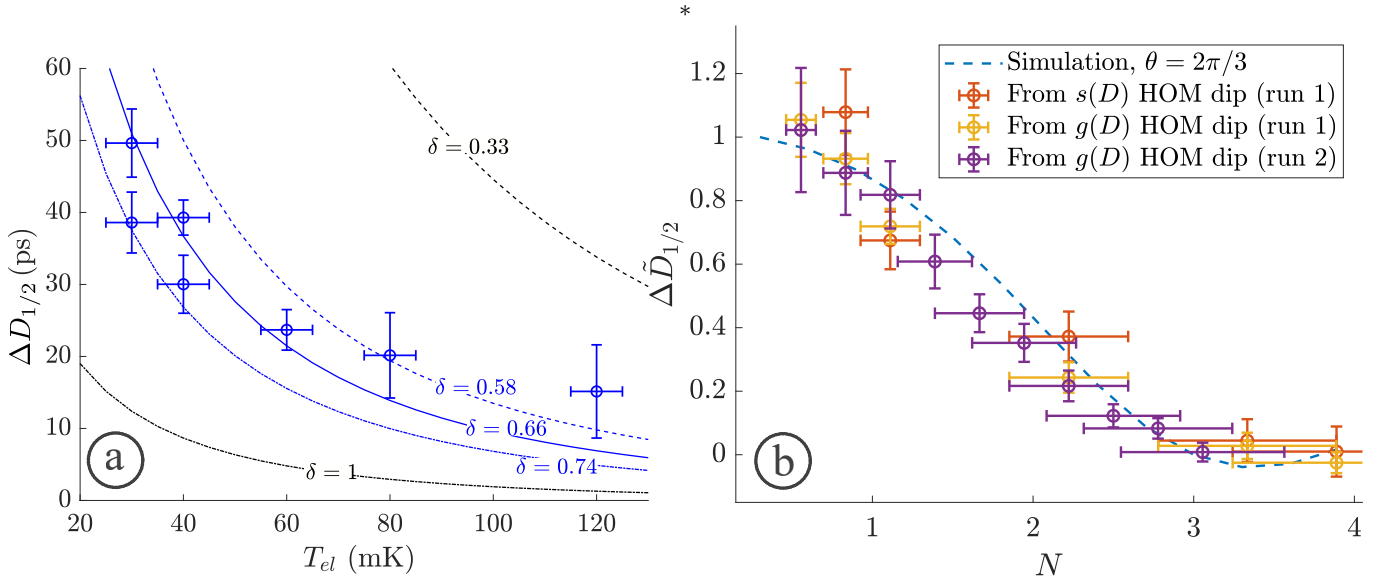 *
60
50
40
30
20
10
0
ΔD1/2 (ps)
δ = 0.33
δ = 0.58
δ = 0.66
δ = 0.74
δ = 1
a
20
40
60
80
100
120
Tel (mK)
1.2
1
0.8
0.6
0.4
0.2
0
ΔD̃1/2
Simulation, θ = 2π/3
From s(D) HOM dip (run 1)
From g(D) HOM dip (run 1)
From g(D) HOM dip (run 2)
b
1
2
3
4
N